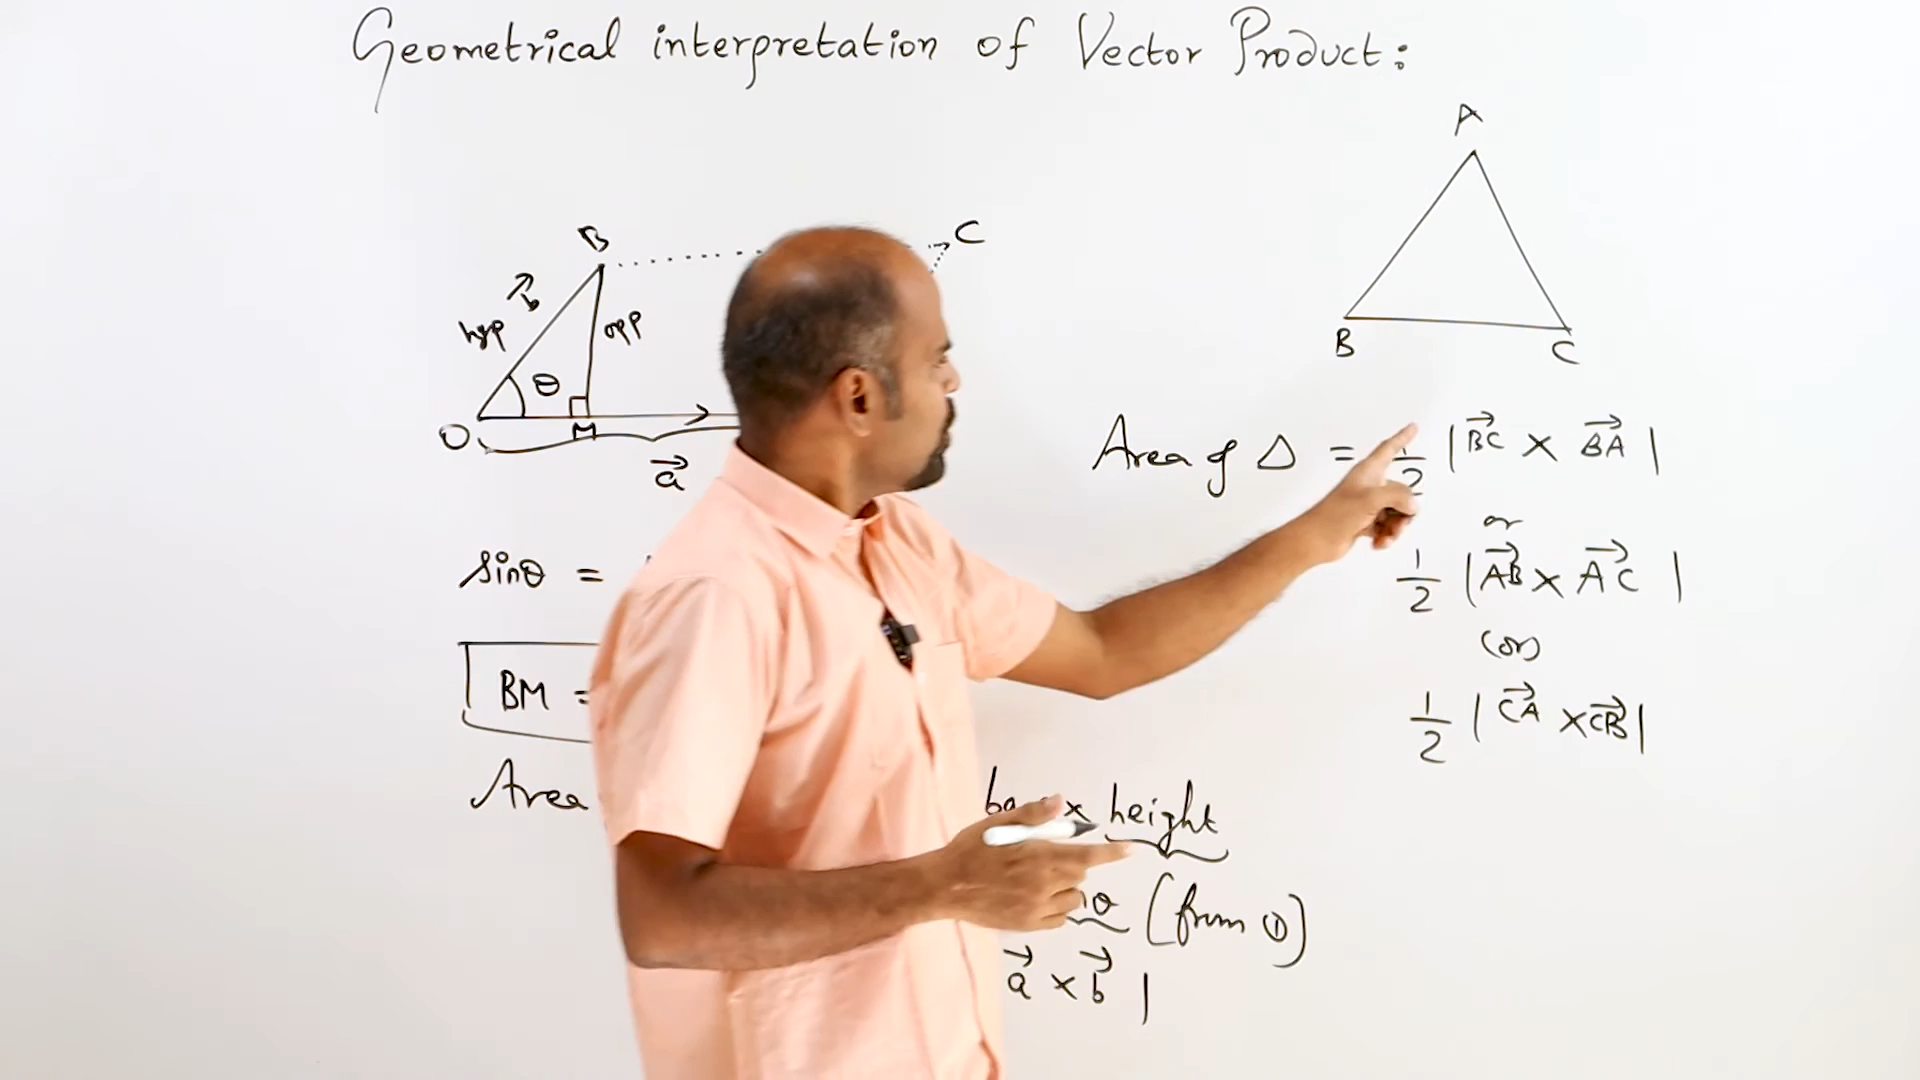 Geometrical interpretation of Vector Product:
A
B C
B C
b⃗
hyp opp
θ
O M
a⃗
Area of Δ = 1/2 | BC⃗ × BA⃗ |
or
1/2 | AB⃗ × AC⃗ |
(or)
1/2 | CA⃗ × CB⃗ |
sinθ =
BM =
Area × height
θ (from ①)
a⃗ × b⃗ |